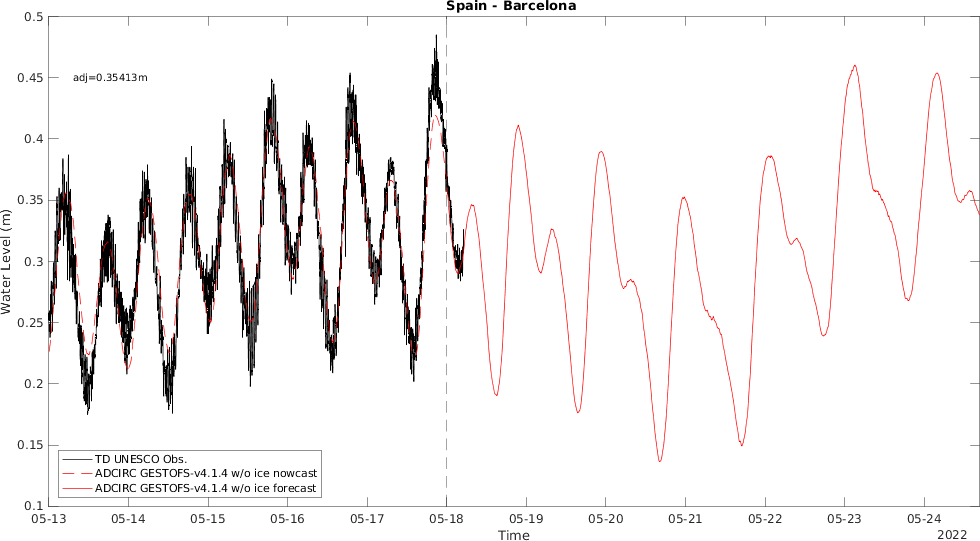 Spain - Barcelona
0.5
0.45
0.4
0.35
0.3
0.25
0.2
0.15
0.1
Water Level (m)
adj=0.35413m
TD UNESCO Obs.
ADCIRC GESTOFS-v4.1.4 w/o ice nowcast
ADCIRC GESTOFS-v4.1.4 w/o ice forecast
05-13 05-14 05-15 05-16 05-17 05-18 05-19 05-20 05-21 05-22 05-23 05-24
Time
2022